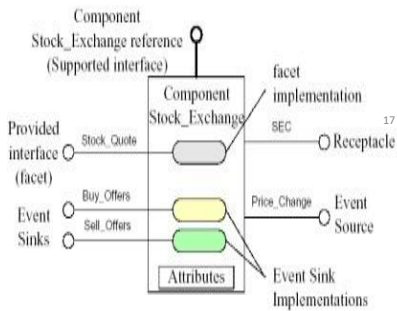 Component
Stock_Exchange reference
(Supported interface)
facet
implementation
Component
Stock_Exchange
17
SEC
Receptacle
Provided
interface
(facet)
Stock_Quote
Buy_Offers
Event
Sinks
Sell_Offers
Price_Change
Event
Source
Attributes
Event Sink
Implementations